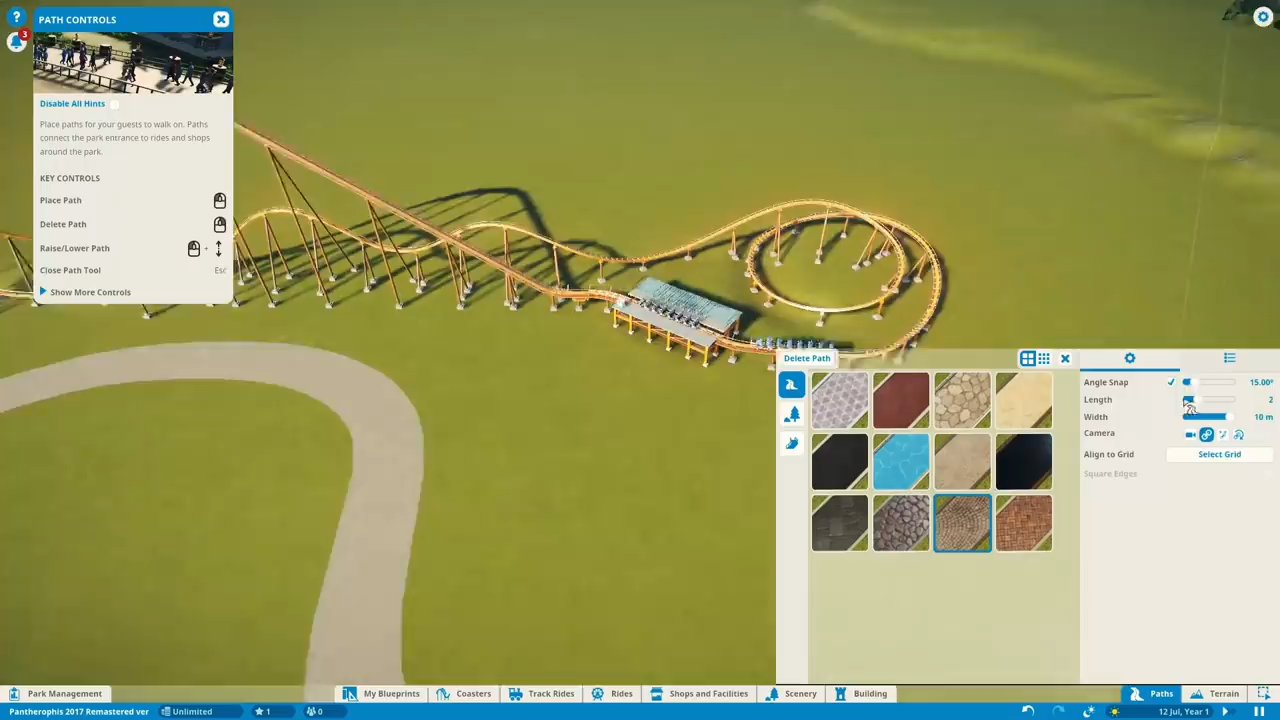 ?
PATH CONTROLS
3
Disable All Hints
Place paths for your guests to walk on. Paths
connect the park entrance to rides and shops
around the park.
KEY CONTROLS
Place Path
Delete Path
Raise/Lower Path
+
Close Path Tool Esc
Show More Controls
Delete Path
Angle Snap 15.00°
Length 2
Width 10 m
Camera
Align to Grid Select Grid
Square Edges
Park Management My Blueprints Coasters Track Rides Rides Shops and Facilities Scenery Building Paths Terrain
Pantherophis 2017 Remastered ver Unlimited 1 0 12 Jul, Year 1